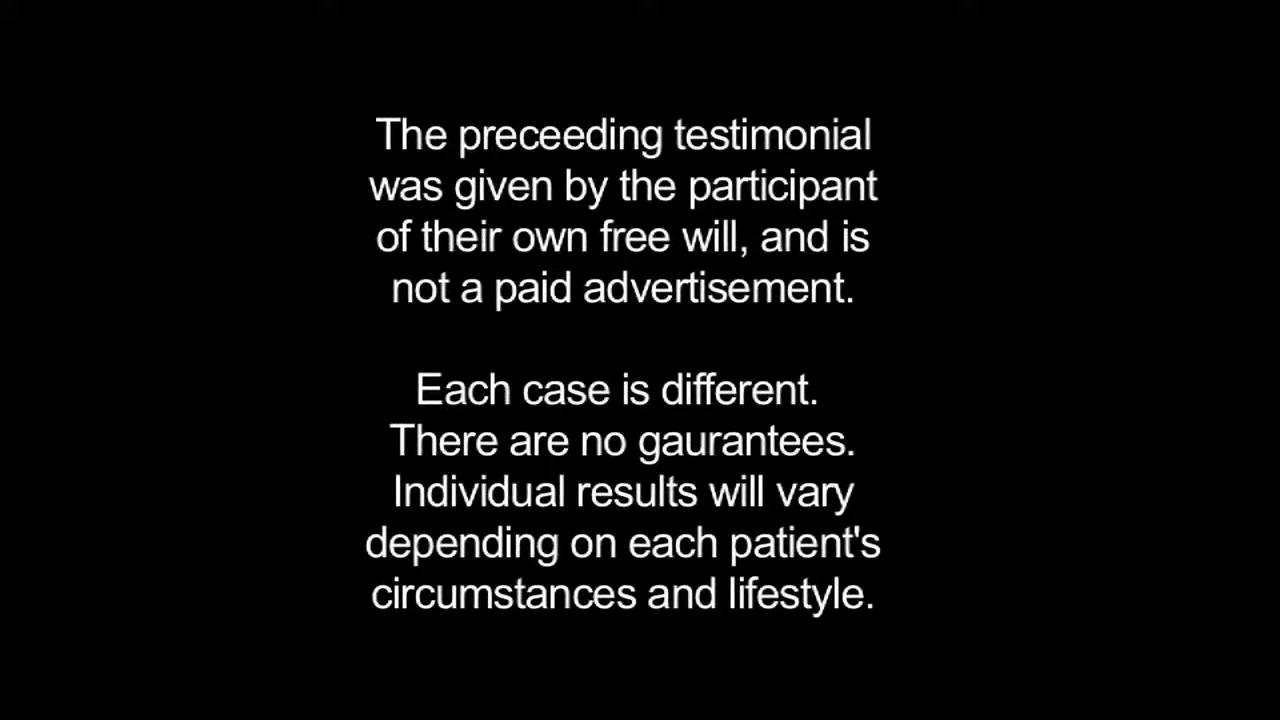 The preceeding testimonial
was given by the participant
of their own free will, and is
not a paid advertisement.
Each case is different.
There are no gaurantees.
Individual results will vary
depending on each patient's
circumstances and lifestyle.